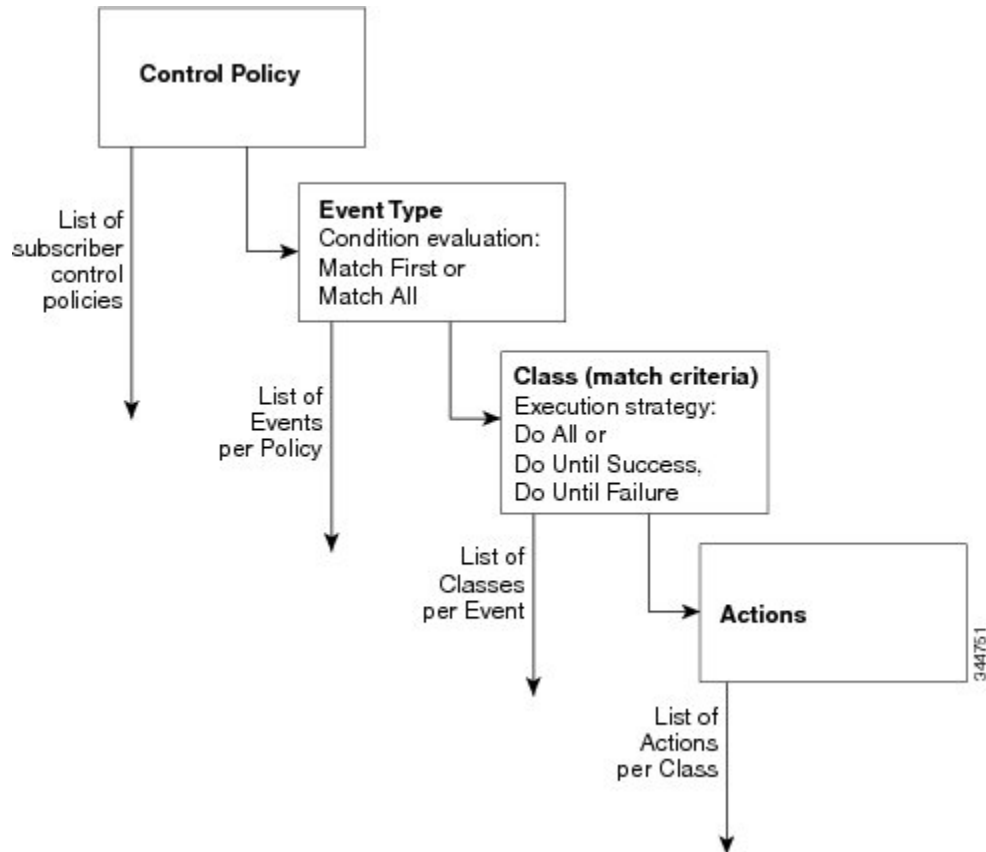 Control Policy
List of
subscriber
control
policies
Event Type
Condition evaluation:
Match First or
Match All
List of
Events
per Policy
Class (match criteria)
Execution strategy:
Do All or
Do Until Success,
Do Until Failure
List of
Classes
per Event
Actions
344751
List of
Actions
per Class